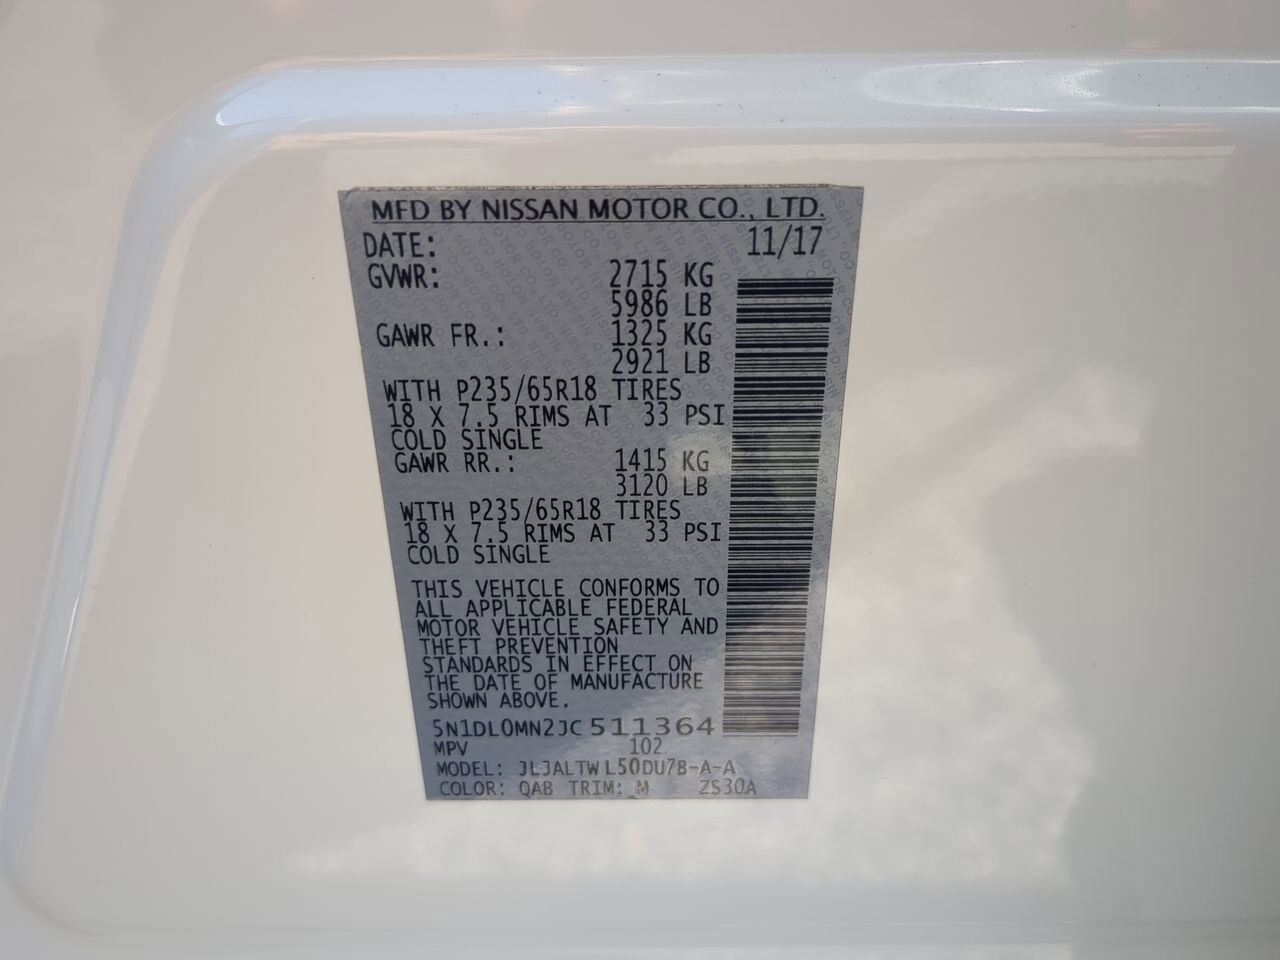 MFD BY NISSAN MOTOR CO., LTD.
DATE: 11/17
GVWR: 2715 KG
5986 LB
GAWR FR.: 1325 KG
2921 LB
WITH P235/65R18 TIRES
18 X 7.5 RIMS AT 33 PSI
COLD SINGLE
GAWR RR.: 1415 KG
3120 LB
WITH P235/65R18 TIRES
18 X 7.5 RIMS AT 33 PSI
COLD SINGLE
THIS VEHICLE CONFORMS TO
ALL APPLICABLE FEDERAL
MOTOR VEHICLE SAFETY AND
THEFT PREVENTION
STANDARDS IN EFFECT ON
THE DATE OF MANUFACTURE
SHOWN ABOVE.
5N1DL0MN2JC511364
MPV 102
MODEL: JLJALTWL50DU7B-A-A
COLOR: QAB TRIM: M ZS30A